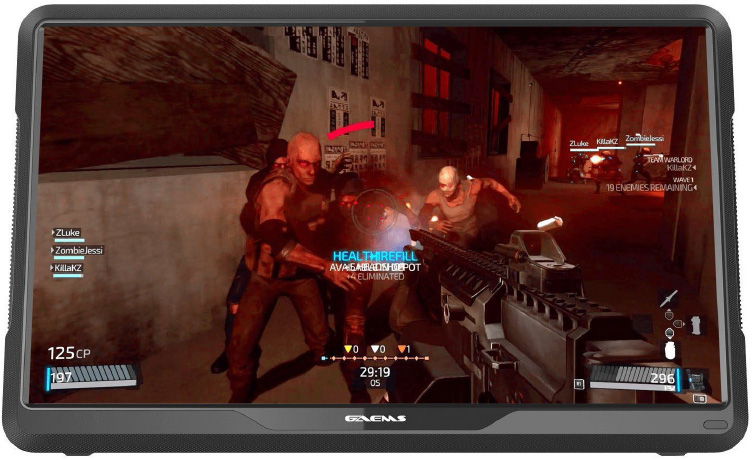 ZLuke
KillaKZ
ZombieJessi
TEAM WARLORD
KillaKZ
WAVE 1
19 ENEMIES REMAINING
ZLuke
ZombieJessi
KillaKZ
HEALTH REFILL
+4 ELIMINATED
125 CP
0
0
1
197
29:19
OS
296
GAEMS